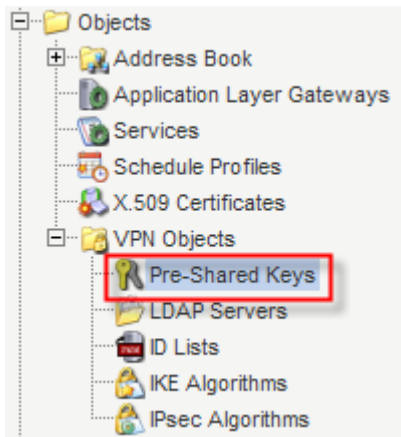 Objects
Address Book
Application Layer Gateways
Services
Schedule Profiles
X.509 Certificates
VPN Objects
Pre-Shared Keys
LDAP Servers
ID Lists
IKE Algorithms
IPsec Algorithms